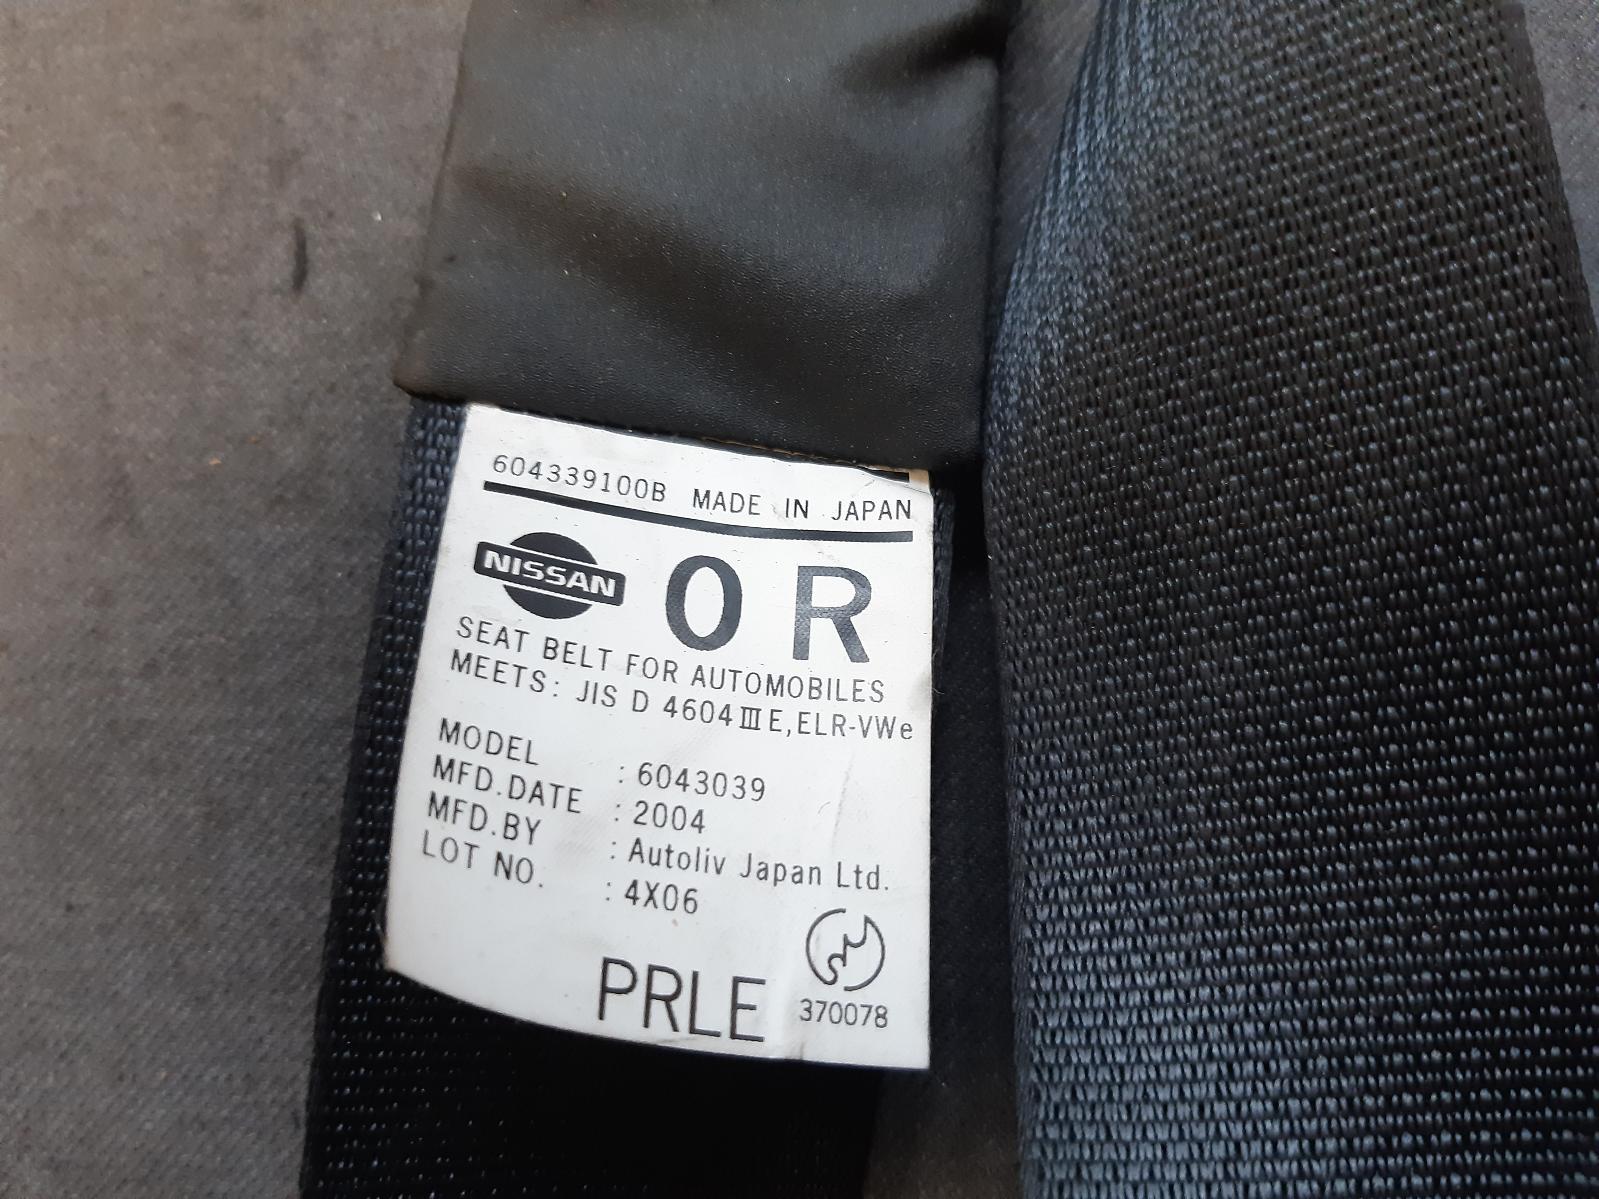 604339100B MADE IN JAPAN
NISSAN O R
SEAT BELT FOR AUTOMOBILES
MEETS: JIS D 4604 III E, ELR-VWe
MODEL : 6043039
MFD.DATE : 2004
MFD.BY : Autoliv Japan Ltd.
LOT NO. : 4X06
PRLE
370078